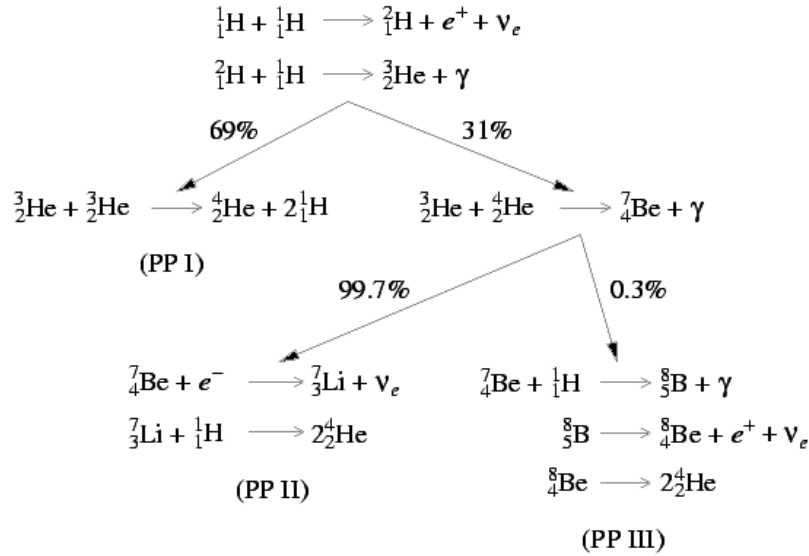 ¹₁H + ¹₁H ⟶ ²₁H + e⁺ + νₑ
²₁H + ¹₁H ⟶ ³₂He + γ
69% 31%
³₂He + ³₂He ⟶ ⁴₂He + 2¹₁H ³₂He + ⁴₂He ⟶ ⁷₄Be + γ
(PP I)
99.7% 0.3%
⁷₄Be + e⁻ ⟶ ⁷₃Li + νₑ ⁷₄Be + ¹₁H ⟶ ⁸₅B + γ
⁷₃Li + ¹₁H ⟶ 2⁴₂He ⁸₅B ⟶ ⁸₄Be + e⁺ + νₑ
(PP II) ⁸₄Be ⟶ 2⁴₂He
(PP III)